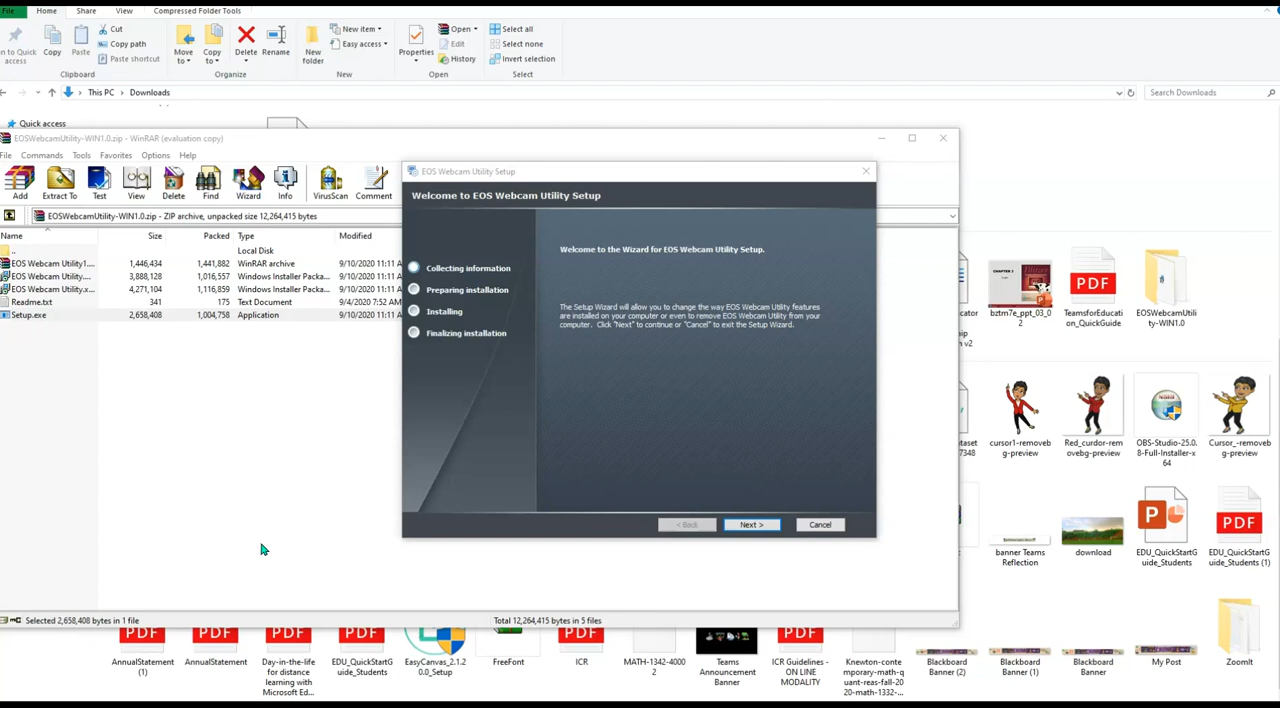 File Home Share View Compressed Folder Tools
n to Quick access
Copy
Paste
Cut
Copy path
Paste shortcut
Clipboard
Move to
Copy to
Delete
Rename
Organize
New folder
New item
Easy access
New
Properties
Open
Edit
History
Open
Select all
Select none
Invert selection
Select
This PC > Downloads
Search Downloads
Quick access
EOSWebcamUtility-WIN1.0.zip - WinRAR (evaluation copy)
File Commands Tools Favorites Options Help
Add Extract To Test View Delete Find Wizard Info VirusScan Comment
EOSWebcamUtility-WIN1.0.zip - ZIP archive, unpacked size 12,264,415 bytes
Name Size Packed Type Modified
.. Local Disk
EOS Webcam Utility1.... 1,446,434 1,441,882 WinRAR archive 9/10/2020 11:11 A
EOS Webcam Utility.... 3,888,128 1,016,557 Windows Installer Packa... 9/10/2020 11:11 A
EOS Webcam Utility.x... 4,271,104 1,116,859 Windows Installer Packa... 9/10/2020 11:11 A
Readme.txt 341 175 Text Document 9/4/2020 7:52 AM
Setup.exe 2,658,408 1,004,758 Application 9/10/2020 11:11 A
Selected 2,658,408 bytes in 1 file
Total 12,264,415 bytes in 5 files
EOS Webcam Utility Setup
Welcome to EOS Webcam Utility Setup
Collecting information
Preparing installation
Installing
Finalizing installation
Welcome to the Wizard for EOS Webcam Utility Setup.
The Setup Wizard will allow you to change the way EOS Webcam Utility features
are installed on your computer or even to remove EOS Webcam Utility from your
computer. Click "Next" to continue or "Cancel" to exit the Setup Wizard.
< Back
Next >
Cancel
CHAPTER 3
PDF
bztm7e_ppt_03_0
2
TeamsforEducati
on_QuickGuide
EOSWebcamUtili
ty-WIN1.0
cursor1-removeb
g-preview
Red_curdor-rem
ovebg-preview
OBS-Studio-25.0.
8-Full-Installer-x
64
Cursor_-removeb
g-preview
P
PDF
banner Teams
Reflection
download
EDU_QuickStartG
uide_Students
EDU_QuickStartG
uide_Students (1)
PDF
PDF
PDF
PDF
PDF
PDF
AnnualStatement
(1)
AnnualStatement
Day-in-the-life
for distance
learning with
Microsoft Ed...
EDU_QuickStartG
uide_Students
EasyCanvas_2.1.2
0.0_Setup
FreeFont
ICR
MATH-1342-4000
2
Teams
Announcement
Banner
ICR Guidelines -
ON LINE
MODALITY
Knewton-conte
mporary-math-q
uant-reas-fall-20
20-math-1332-...
Blackboard
Banner (2)
Blackboard
Banner (1)
Blackboard
Banner
My Post
ZoomIt